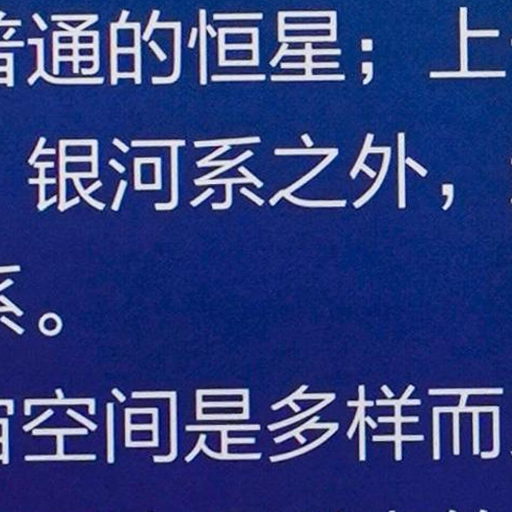 普通的恒星；上
银河系之外，
系。
宙空间是多样而